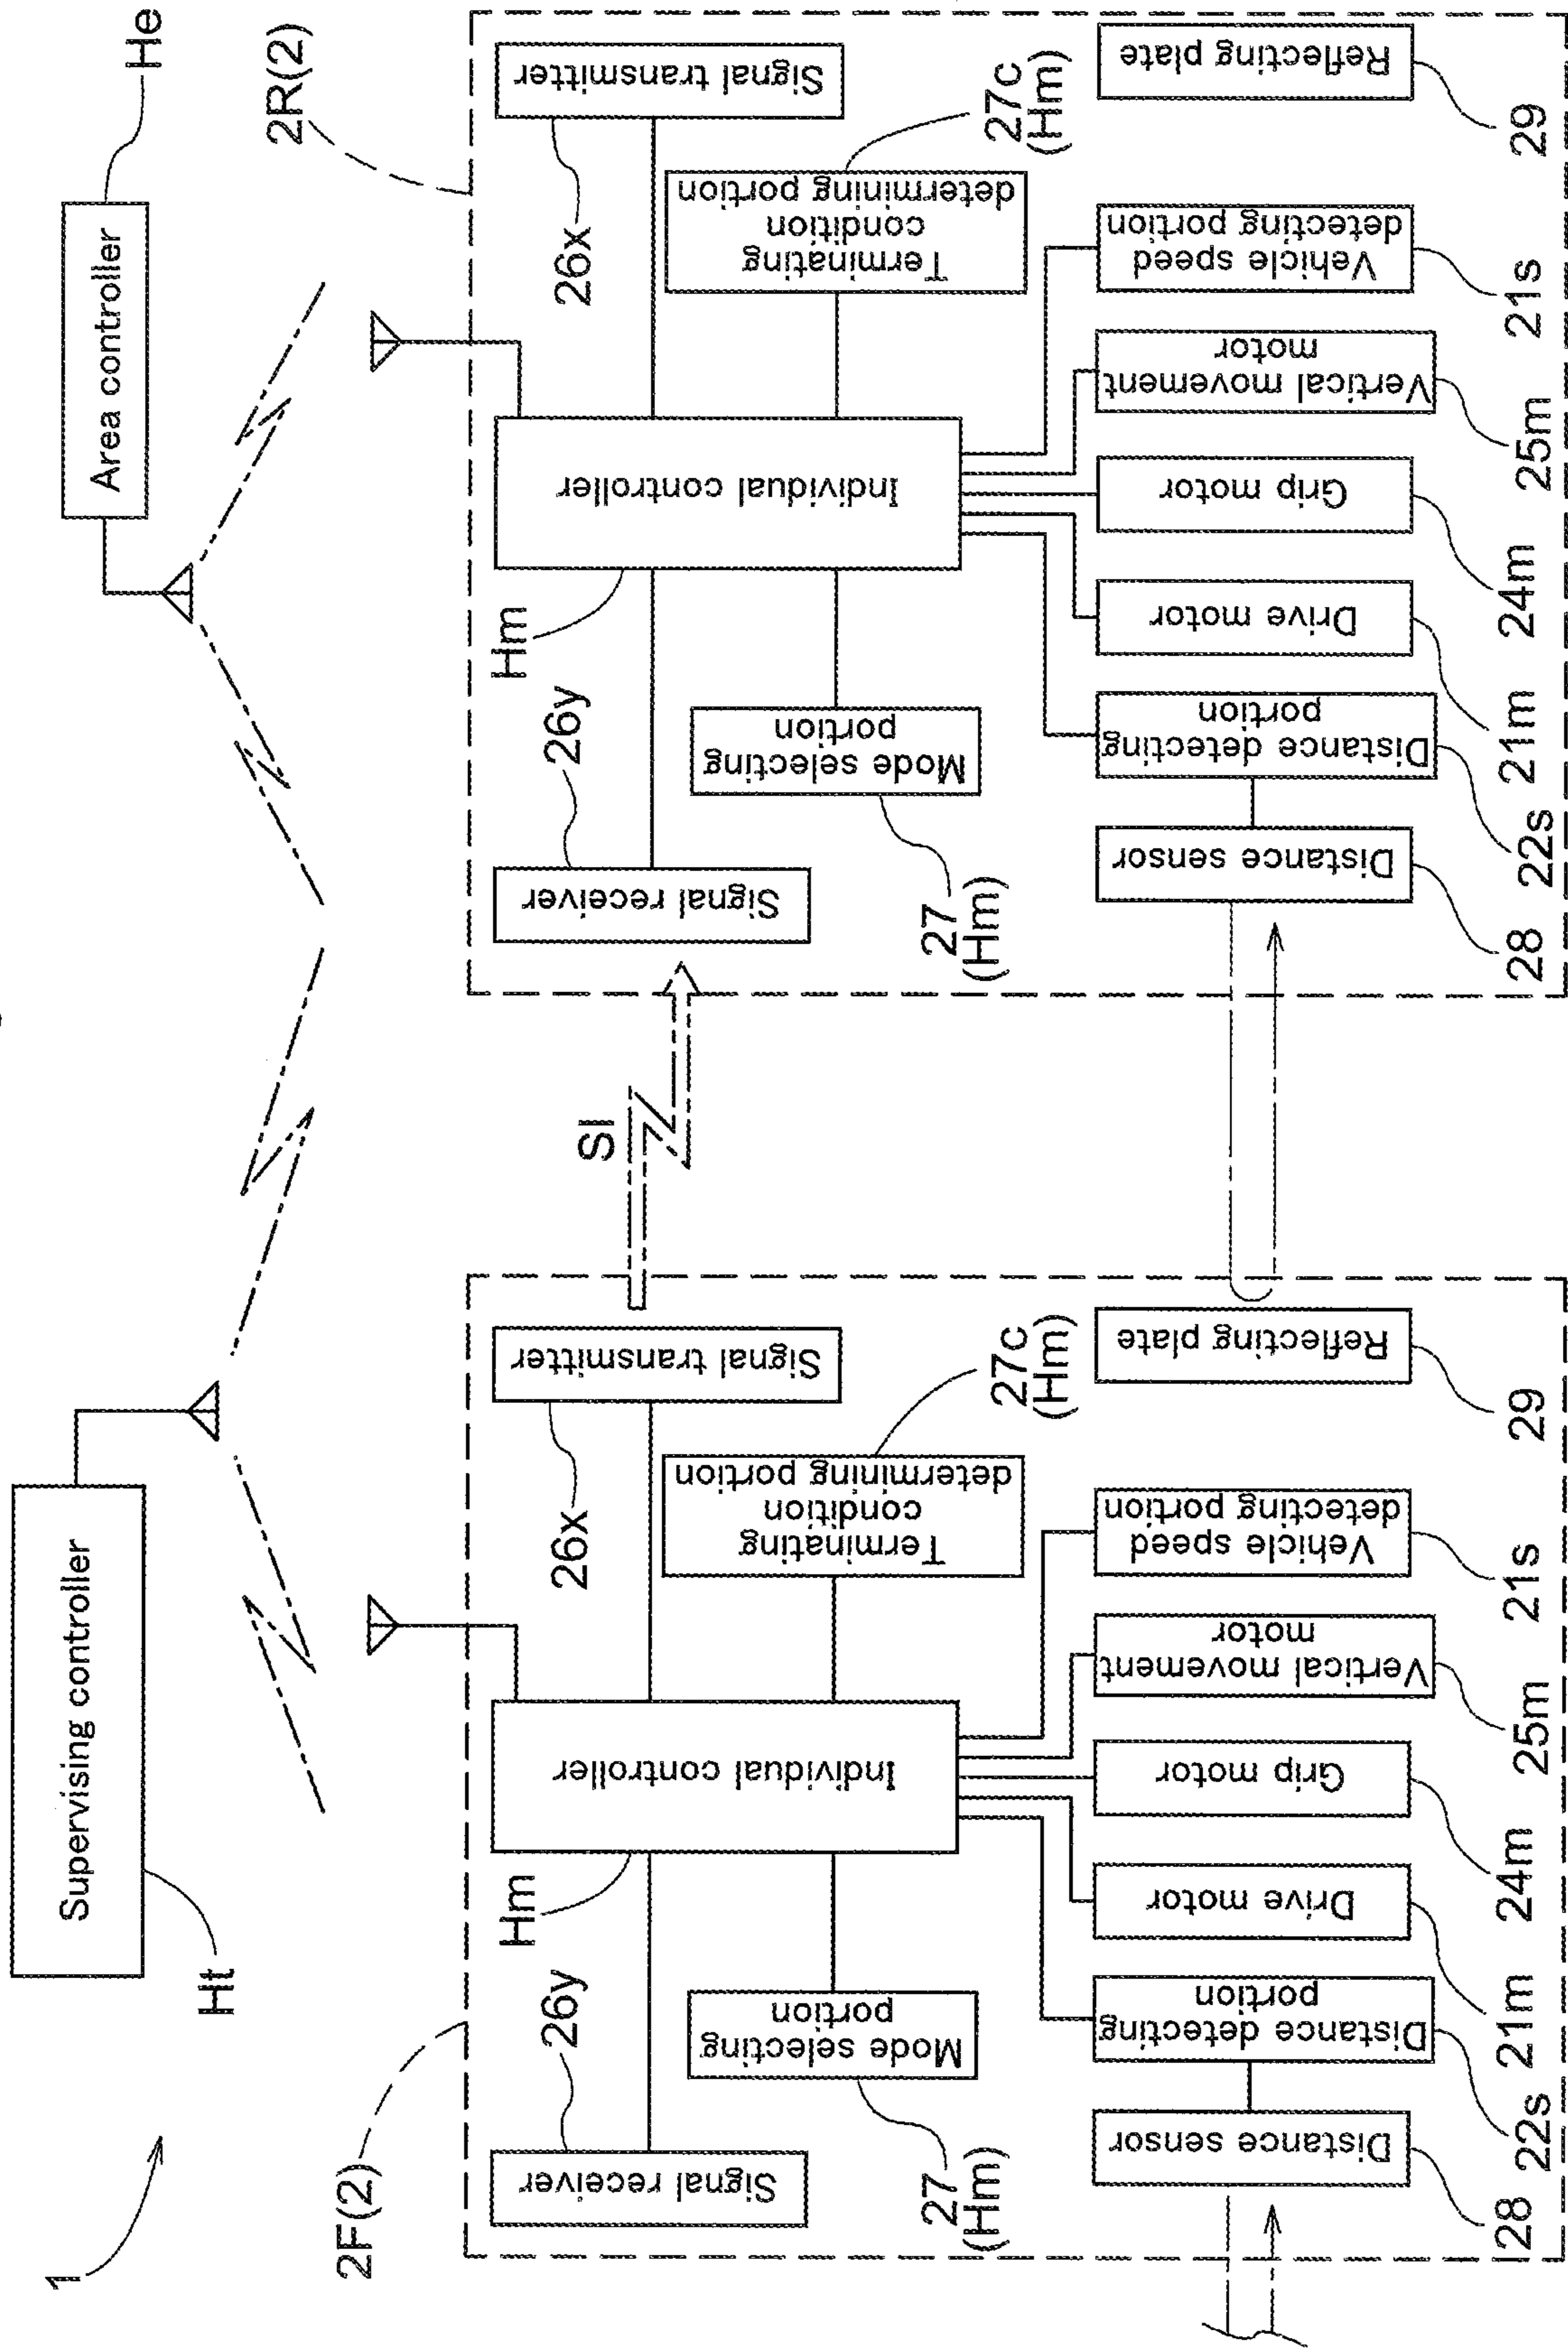 1
Supervising controller
Ht
Area controller
He
2F(2)
2R(2)
Signal receiver
26y
Mode selecting
portion
27
(Hm)
Hm
Individual controller
Signal transmitter
26x
Terminating
condition
determining portion
27c
(Hm)
Distance sensor
28
Distance detecting
portion
22s
Drive motor
21m
Grip motor
24m
Vertical movement
motor
25m
Vehicle speed
detecting portion
21s
Reflecting plate
29
SI
Signal receiver
26y
Mode selecting
portion
27
(Hm)
Hm
Individual controller
Signal transmitter
26x
Terminating
condition
determining portion
27c
(Hm)
Distance sensor
28
Distance detecting
portion
22s
Drive motor
21m
Grip motor
24m
Vertical movement
motor
25m
Vehicle speed
detecting portion
21s
Reflecting plate
29